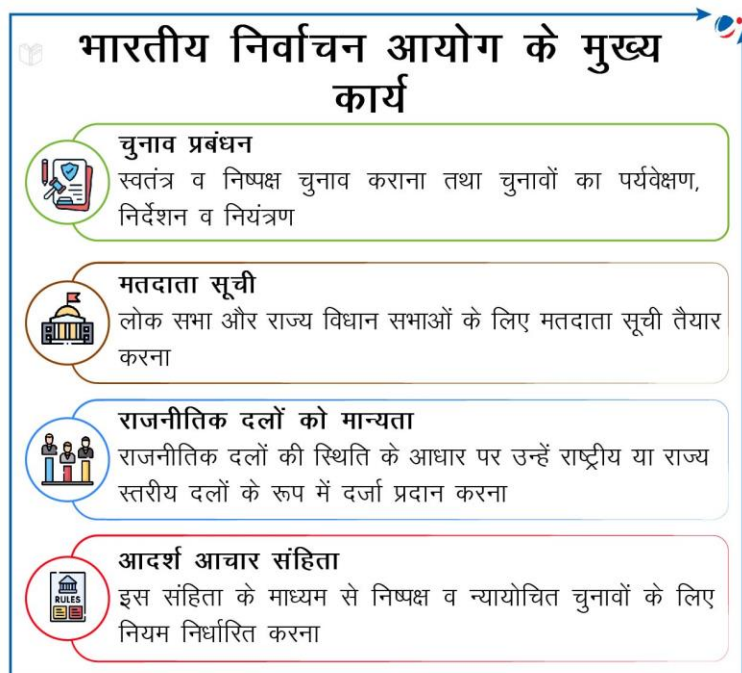 भारतीय निर्वाचन आयोग के मुख्य
कार्य
चुनाव प्रबंधन
स्वतंत्र व निष्पक्ष चुनाव कराना तथा चुनावों का पर्यवेक्षण,
निर्देशन व नियंत्रण
मतदाता सूची
लोक सभा और राज्य विधान सभाओं के लिए मतदाता सूची तैयार
करना
राजनीतिक दलों को मान्यता
राजनीतिक दलों की स्थिति के आधार पर उन्हें राष्ट्रीय या राज्य
स्तरीय दलों के रूप में दर्जा प्रदान करना
आदर्श आचार संहिता
इस संहिता के माध्यम से निष्पक्ष व न्यायोचित चुनावों के लिए
नियम निर्धारित करना
RULES